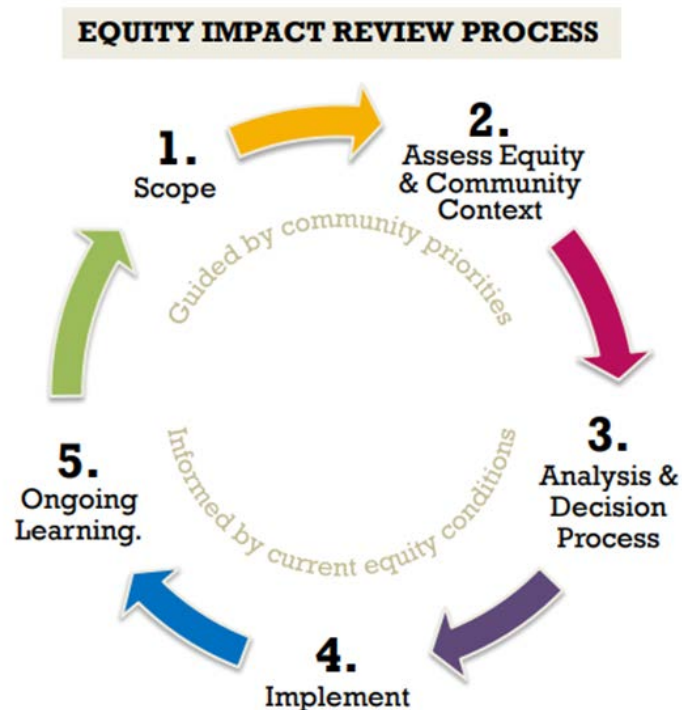 EQUITY IMPACT REVIEW PROCESS
1.
Scope
2.
Assess Equity
& Community
Context
Guided by community priorities
3.
Analysis &
Decision
Process
Informed by current equity conditions
4.
Implement
5.
Ongoing
Learning.